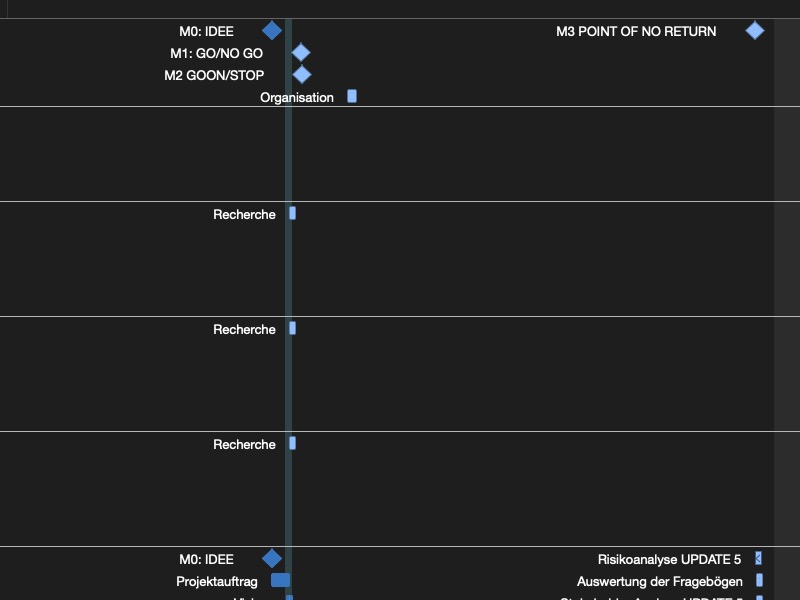 M0: IDEE
M3 POINT OF NO RETURN
M1: GO/NO GO
M2 GOON/STOP
Organisation
Recherche
Recherche
Recherche
M0: IDEE
Risikoanalyse UPDATE 5
Projektauftrag
Auswertung der Fragebögen